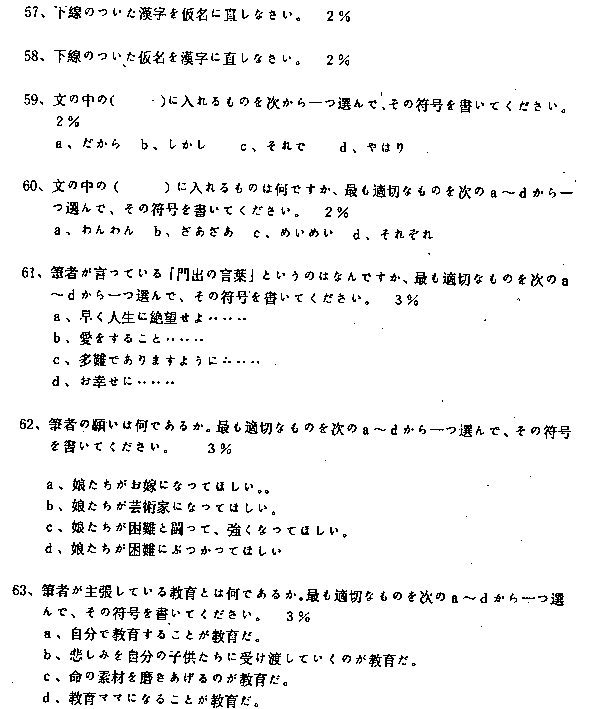 57、下線のついた漢字を仮名に直しなさい。 2%
58、下線のついた仮名を漢字に直しなさい。 2%
59、文の中の( )に入れるものを次から一つ選んで、その符号を書いてください。
2%
a、だから b、しかし c、それで d、やはり
60、文の中の( )に入れるものは何ですか、最も適切なものを次のa〜dから一
つ選んで、その符号を書いてください。 2%
a、わんわん b、ざあざあ c、めいめい d、それぞれ
61、筆者が言っている「門出の言葉」というのはなんですか、最も適切なものを次のa
〜dから一つ選んで、その符号を書いてください。 3%
a、早く人生に絶望せよ‥‥‥
b、愛をすること‥‥‥
c、多難でありますように‥‥‥
d、お幸せに‥‥‥
62、筆者の願いは何であるか。最も適切なものを次のa〜dから一つ選んで、その符号
を書いてください。 3%
a、娘たちがお嫁になってほしい。。
b、娘たちが芸術家になってほしい。
c、娘たちが困難と闘って、強くなってほしい。
d、娘たちが困難にぶつかってほしい
63、筆者が主張している教育とは何であるか。最も適切なものを次のa〜dから一つ選
んで、その符号を書いてください。 3%
a、自分で教育することが教育だ。
b、悲しみを自分の子供たちに受け渡していくのが教育だ。
c、命の素材を磨きあげるのが教育だ。
d、教育ママになることが教育だ。